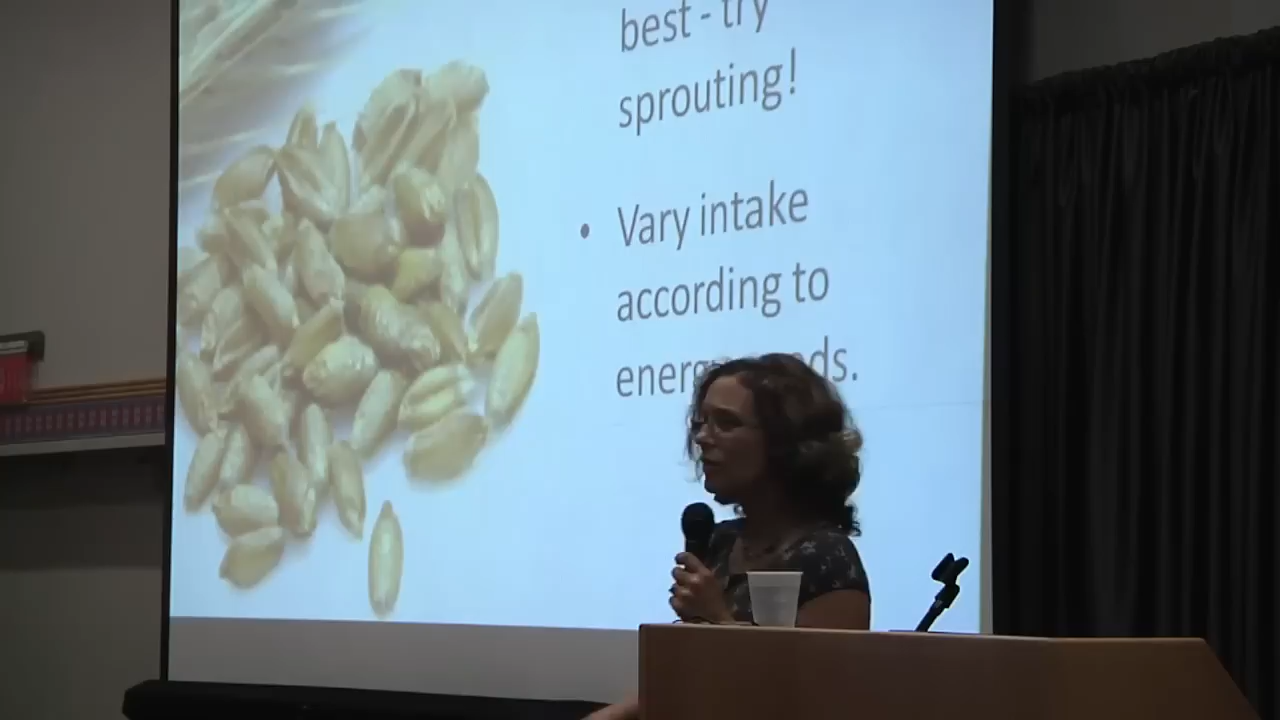 best - try
sprouting!
• Vary intake
according to